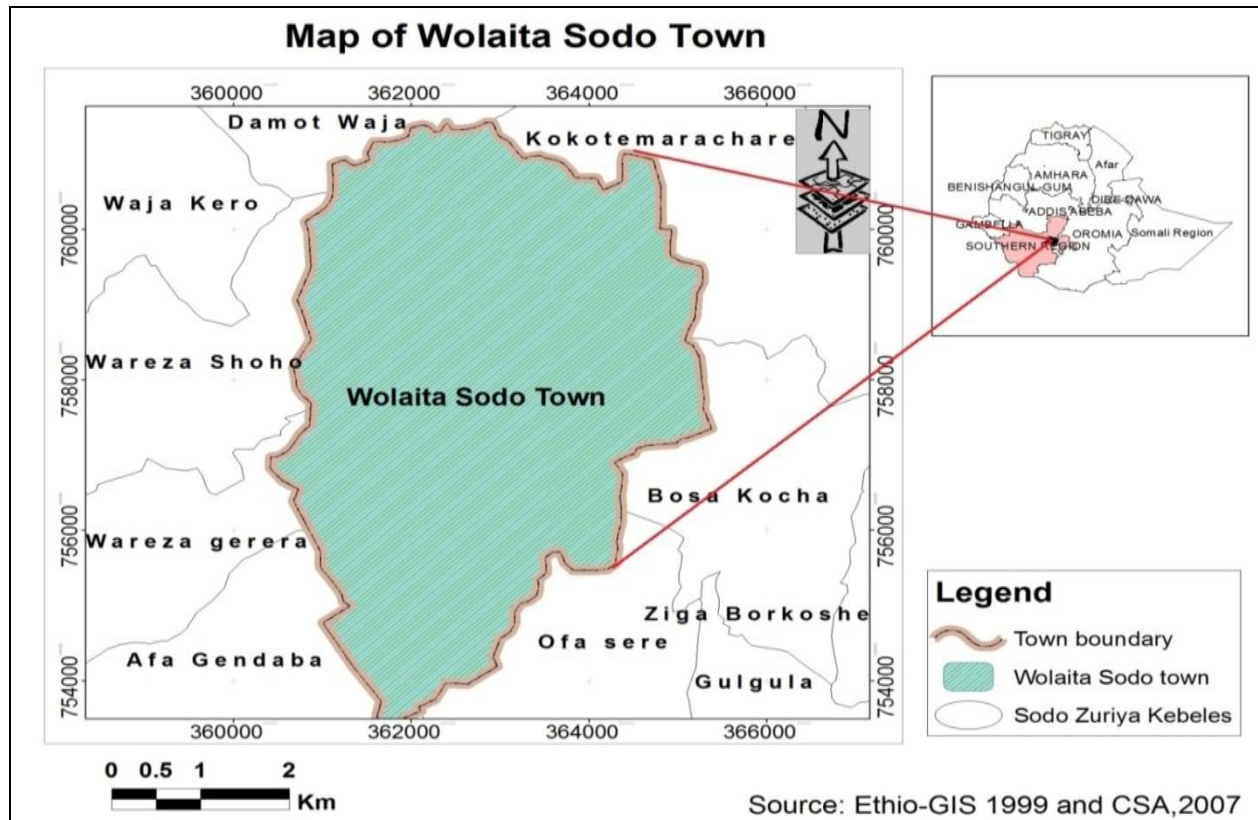 Map of Wolaita Sodo Town
360000 362000 364000 366000
Damot Waja
Kokotemarachare
N
Waja Kero
760000
760000
Wareza Shoho
758000
758000
Wolaita Sodo Town
Bosa Kocha
756000
756000
Wareza gerera
Ziga Borkoshe
Ofa sere
Afa Gendaba
Gulgula
754000
754000
360000 362000 364000 366000
0 0.5 1 2
Km
TIGRAY
Afar
AMHARA
BENISHANGUL-GUM
DIRE-DAWA
ADDIS ABEBA
GAMBELLA
OROMIA
Somali Region
SOUTHERN REGION
Legend
Town boundary
Wolaita Sodo town
Sodo Zuriya Kebeles
Source: Ethio-GIS 1999 and CSA,2007